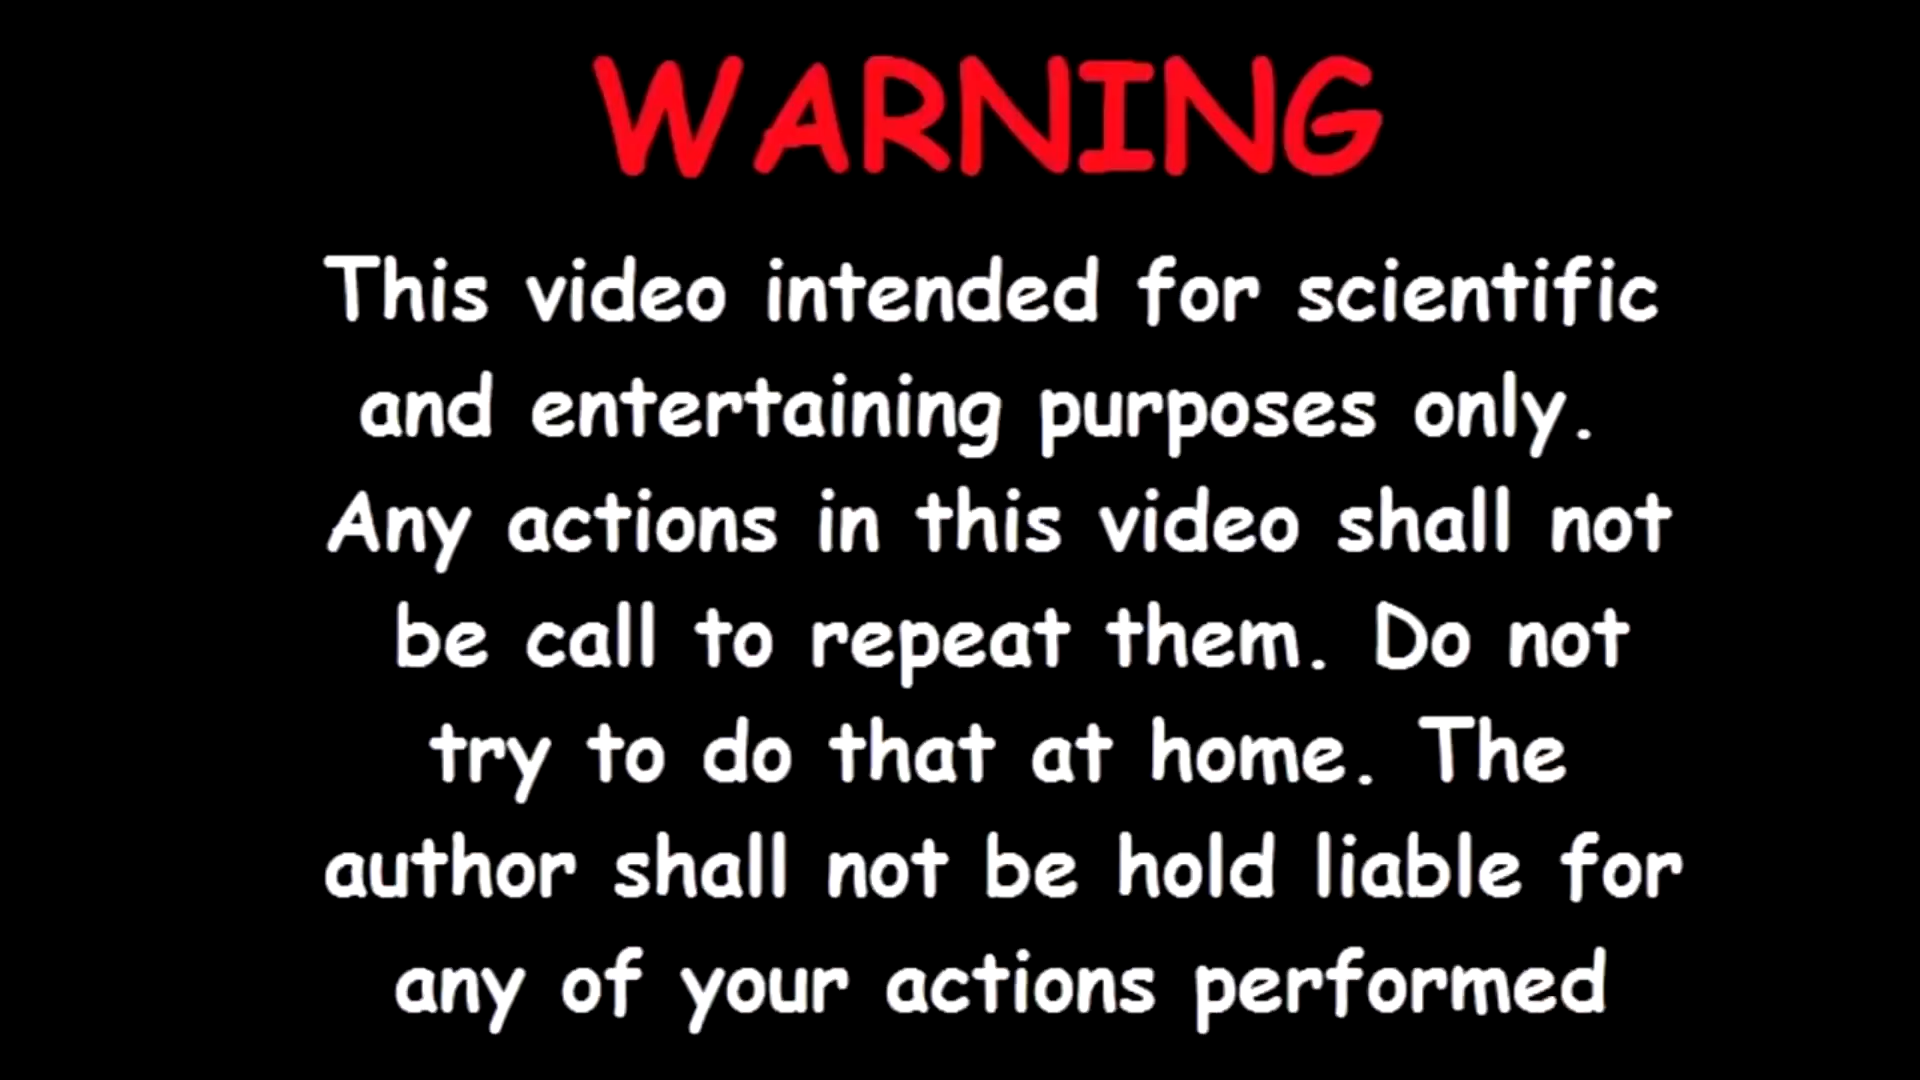 WARNING
This video intended for scientific
and entertaining purposes only.
Any actions in this video shall not
be call to repeat them. Do not
try to do that at home. The
author shall not be hold liable for
any of your actions performed